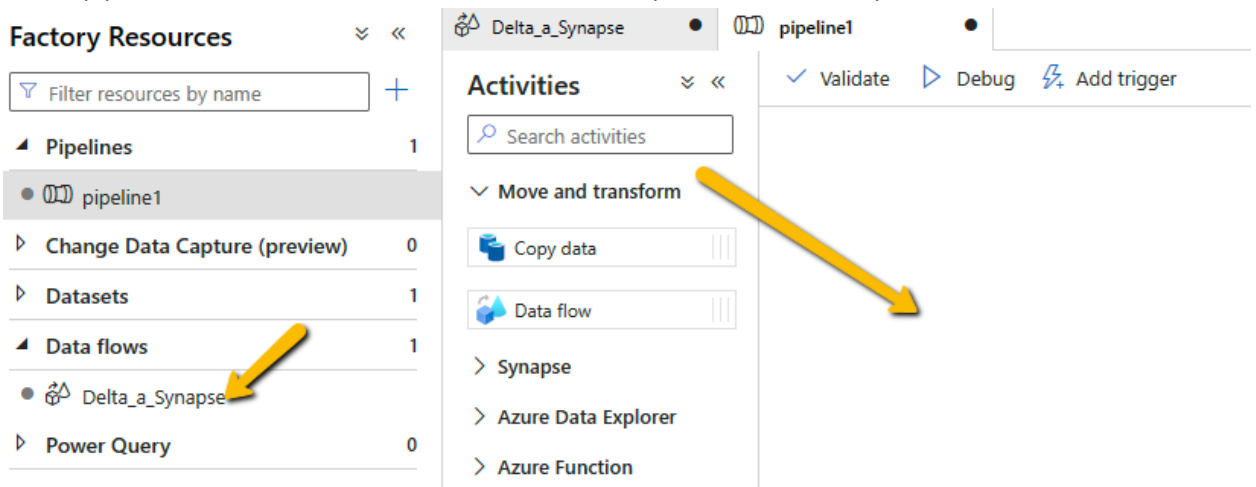 Factory Resources
Filter resources by name
Pipelines 1
pipeline1
Change Data Capture (preview) 0
Datasets 1
Data flows 1
Delta_a_Synapse
Power Query 0
Delta_a_Synapse
pipeline1
Activities
Search activities
Move and transform
Copy data
Data flow
Synapse
Azure Data Explorer
Azure Function
Validate Debug Add trigger